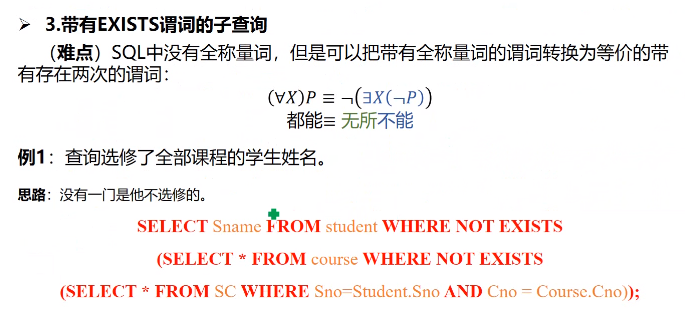 ➢ 3.带有EXISTS谓词的子查询
（难点）SQL中没有全称量词，但是可以把带有全称量词的谓词转换为等价的带
有存在两次的谓词：
(∀X)P ≡ ¬(∃X(¬P))
都能≡ 无所不能
例1：查询选修了全部课程的学生姓名。
思路：没有一门是他不选修的。
SELECT Sname FROM student WHERE NOT EXISTS
(SELECT * FROM course WHERE NOT EXISTS
(SELECT * FROM SC WHERE Sno=Student.Sno AND Cno = Course.Cno));